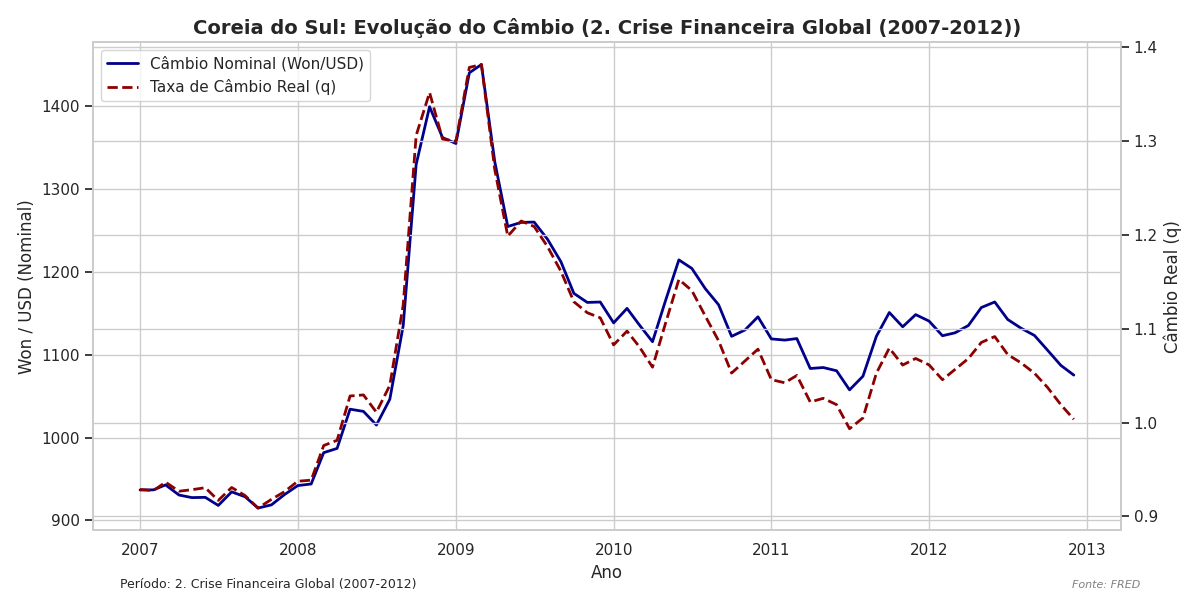 Coreia do Sul: Evolução do Câmbio (2. Crise Financeira Global (2007-2012))
Câmbio Nominal (Won/USD)
Taxa de Câmbio Real (q)
Won / USD (Nominal)
1400
1300
1200
1100
1000
900
1.4
1.3
1.2
1.1
1.0
0.9
Câmbio Real (q)
2007 2008 2009 2010 2011 2012 2013
Ano
Período: 2. Crise Financeira Global (2007-2012)
Fonte: FRED